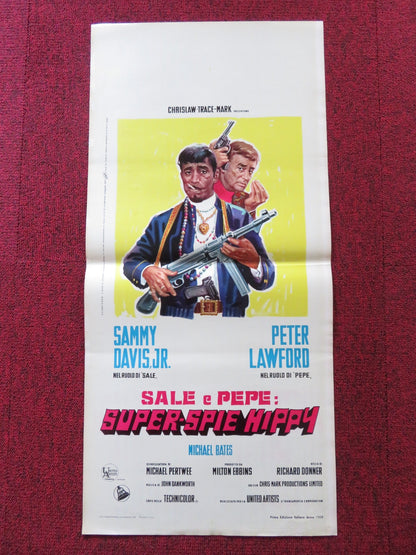 CHRISLAW-TRACE-MARK
SAMMY DAVIS, JR.
NEL RUOLO DI "SALE,,
PETER LAWFORD
NEL RUOLO DI "PEPE,,
SALE e PEPE:
SUPER-SPIE HIPPY
MICHAEL BATES
MICHAEL PERTWEE
MILTON EBBINS
RICHARD DONNER
JOHN DANKWORTH
CHRIS-MARK PRODUCTIONS LIMITED
TECHNICOLOR
UNITED ARTISTS
United Artists